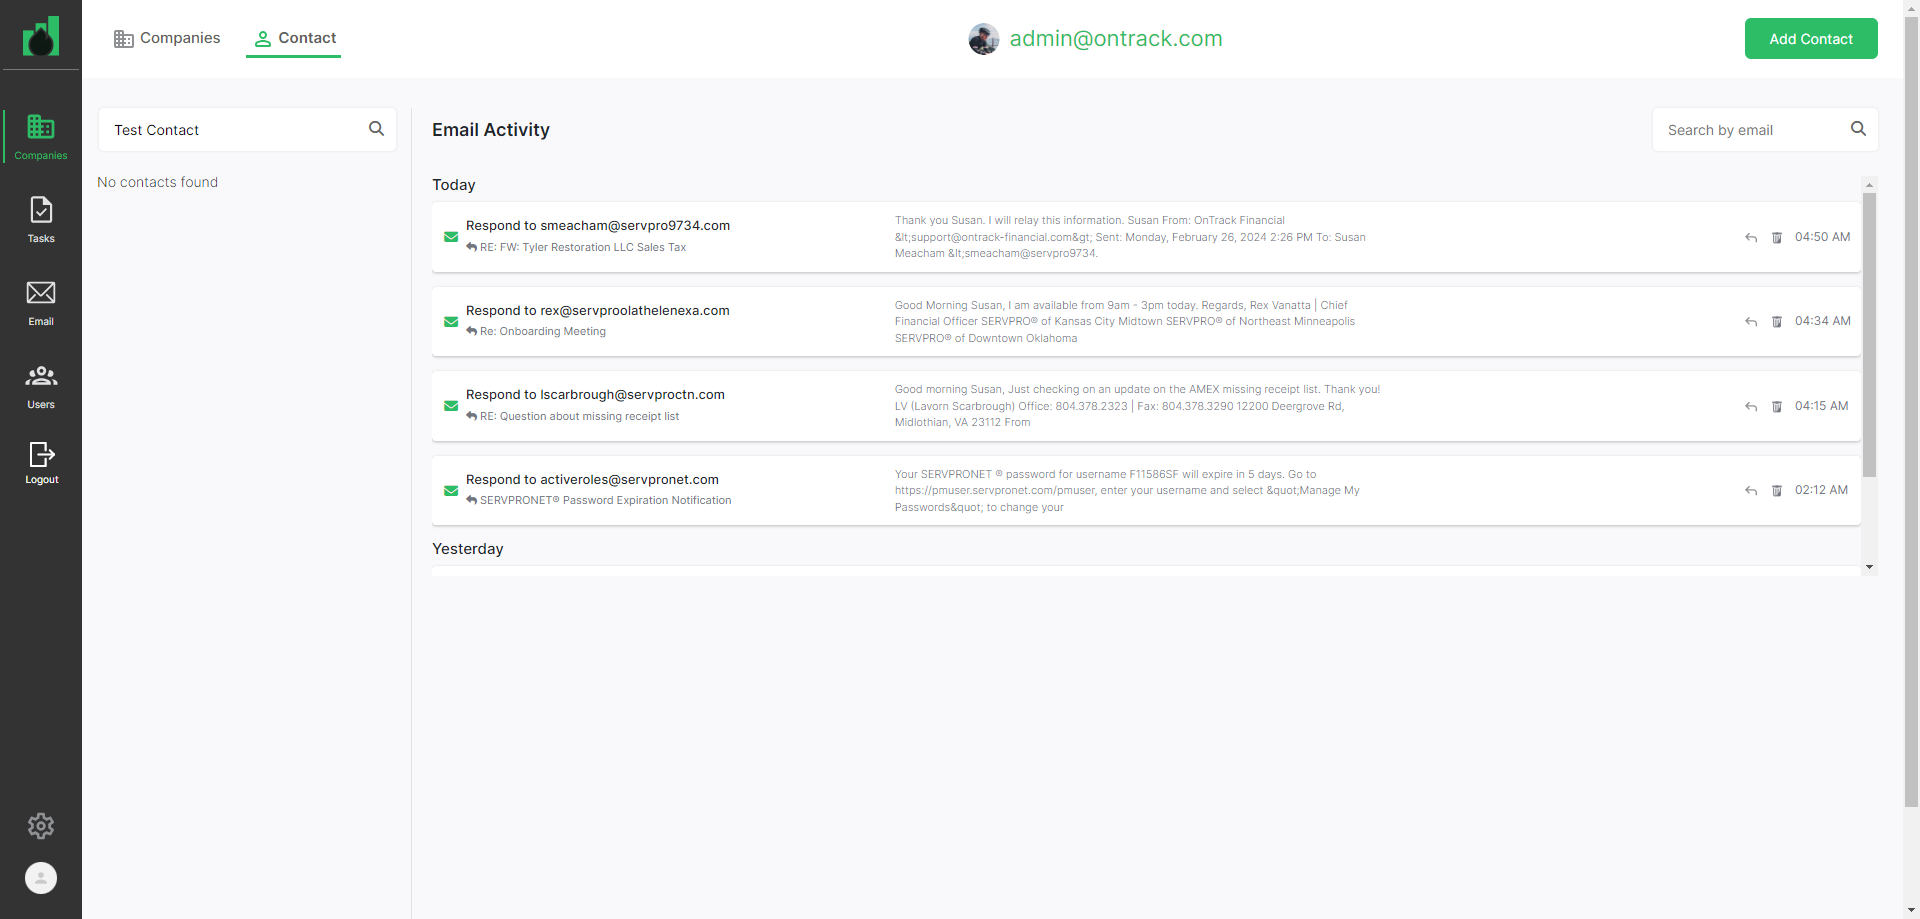 Companies
Contact
admin@ontrack.com
Add Contact
Companies
Tasks
Email
Users
Logout
Test Contact
No contacts found
Email Activity
Search by email
Today
Respond to smeacham@servpro9734.com
RE: FW: Tyler Restoration LLC Sales Tax
Thank you Susan. I will relay this information. Susan From: OnTrack Financial
&lt;support@ontrack-financial.com&gt; Sent: Monday, February 26, 2024 2:26 PM To: Susan
Meacham &lt;smeacham@servpro9734.
04:50 AM
Respond to rex@servproolathelenexa.com
Re: Onboarding Meeting
Good Morning Susan, I am available from 9am - 3pm today. Regards, Rex Vanatta | Chief
Financial Officer SERVPRO® of Kansas City Midtown SERVPRO® of Northeast Minneapolis
SERVPRO® of Downtown Oklahoma
04:34 AM
Respond to lscarbrough@servproctn.com
RE: Question about missing receipt list
Good morning Susan, Just checking on an update on the AMEX missing receipt list. Thank you!
LV (Lavorn Scarbrough) Office: 804.378.2323 | Fax: 804.378.3290 12200 Deergrove Rd,
Midlothian, VA 23112 From
04:15 AM
Respond to activeroles@servpronet.com
SERVPRONET® Password Expiration Notification
Your SERVPRONET ® password for username F11586SF will expire in 5 days. Go to
https://pmuser.servpronet.com/pmuser, enter your username and select &quot;Manage My
Passwords&quot; to change your
02:12 AM
Yesterday